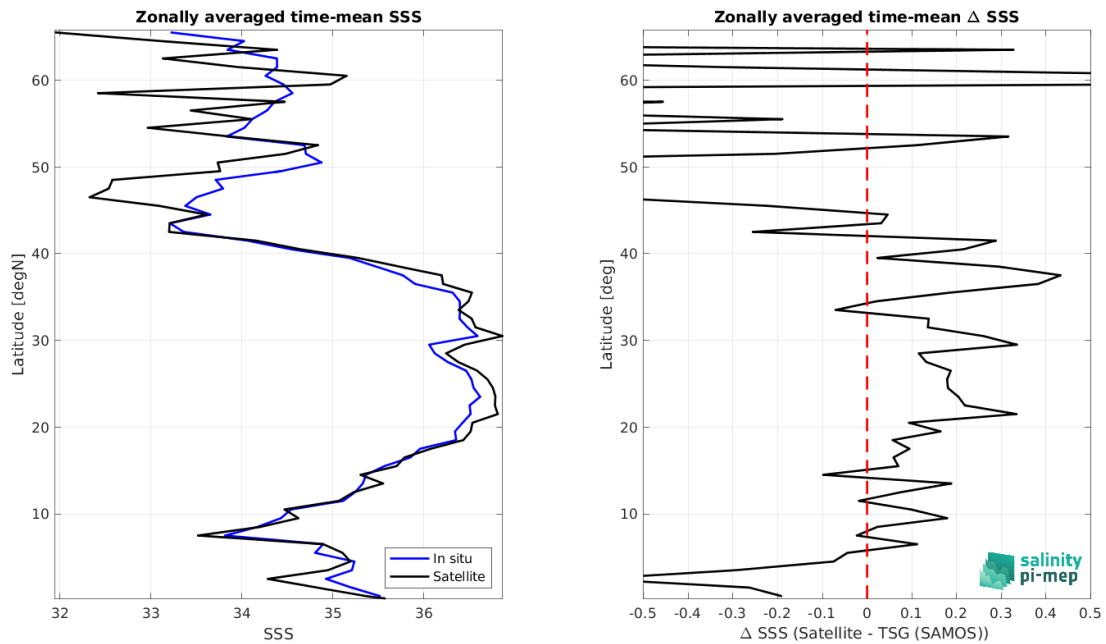 Zonally averaged time-mean SSS
Latitude [degN]
60
50
40
30
20
10
32
33
34
35
36
SSS
In situ
Satellite
Zonally averaged time-mean Δ SSS
Latitude [deg]
60
50
40
30
20
10
-0.5
-0.4
-0.3
-0.2
-0.1
0
0.1
0.2
0.3
0.4
0.5
Δ SSS (Satellite - TSG (SAMOS))
salinity
pi-mep